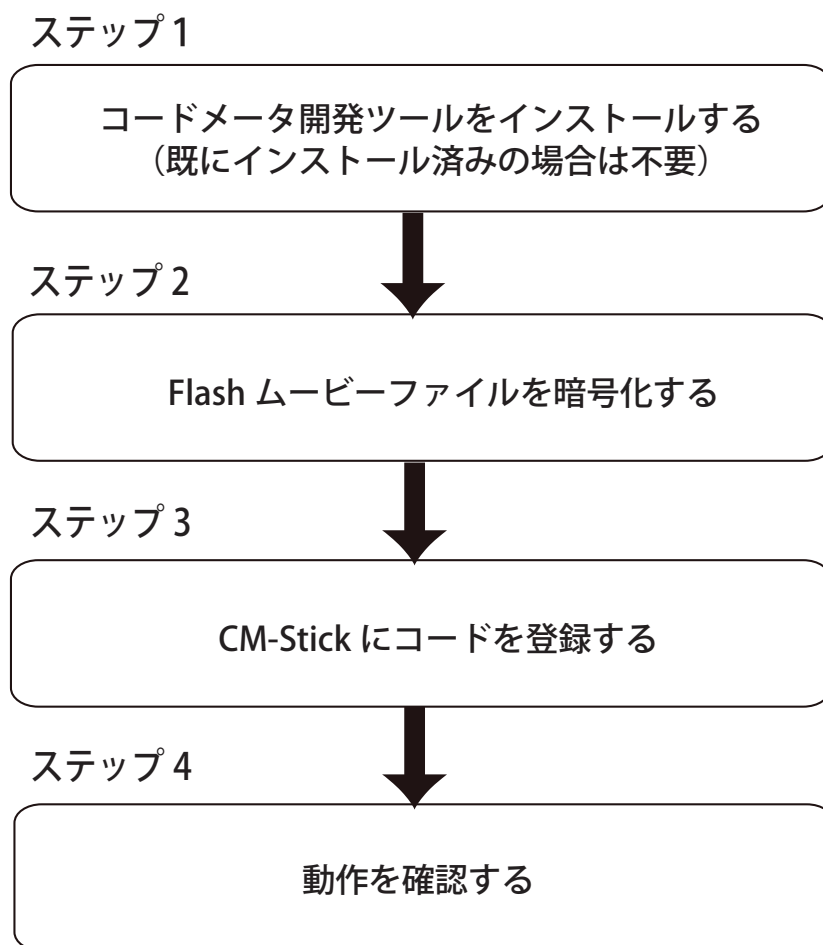 ステップ 1
コードメータ開発ツールをインストールする
（既にインストール済みの場合は不要）
ステップ 2
Flash ムービーファイルを暗号化する
ステップ 3
CM-Stick にコードを登録する
ステップ 4
動作を確認する